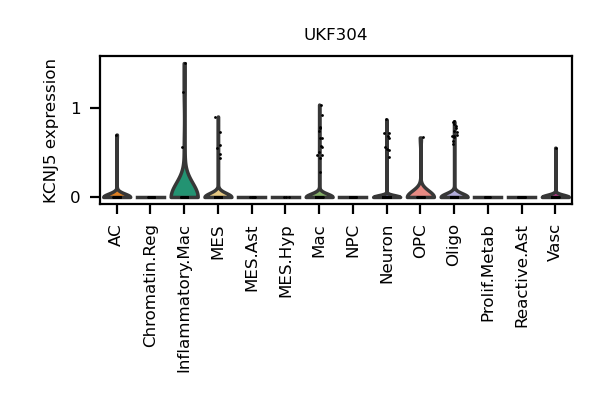 UKF304
KCNJ5 expression
1
0
AC
Chromatin.Reg
Inflammatory.Mac
MES
MES.Ast
MES.Hyp
Mac
NPC
Neuron
OPC
Oligo
Prolif.Metab
Reactive.Ast
Vasc